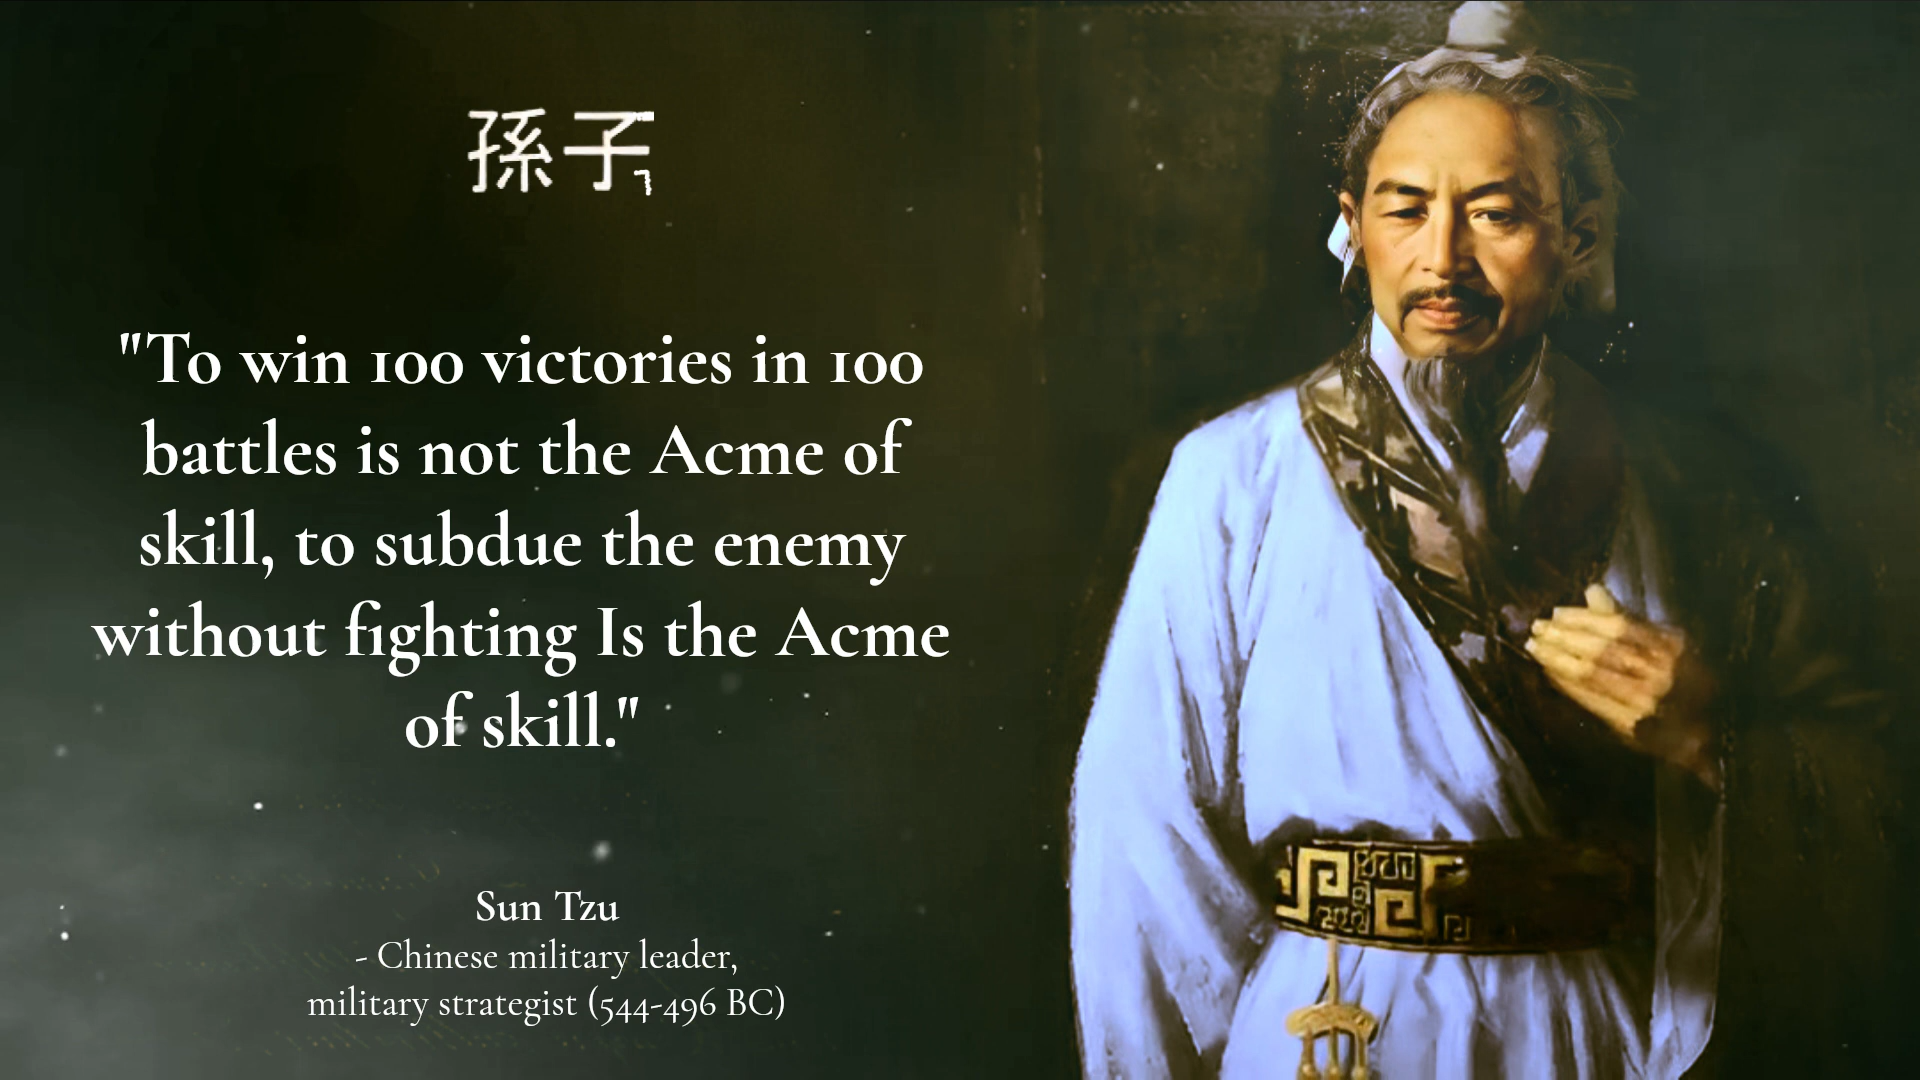 孫子
"To win 100 victories in 100
battles is not the Acme of
skill, to subdue the enemy
without fighting Is the Acme
of skill."
Sun Tzu
- Chinese military leader,
military strategist (544-496 BC)